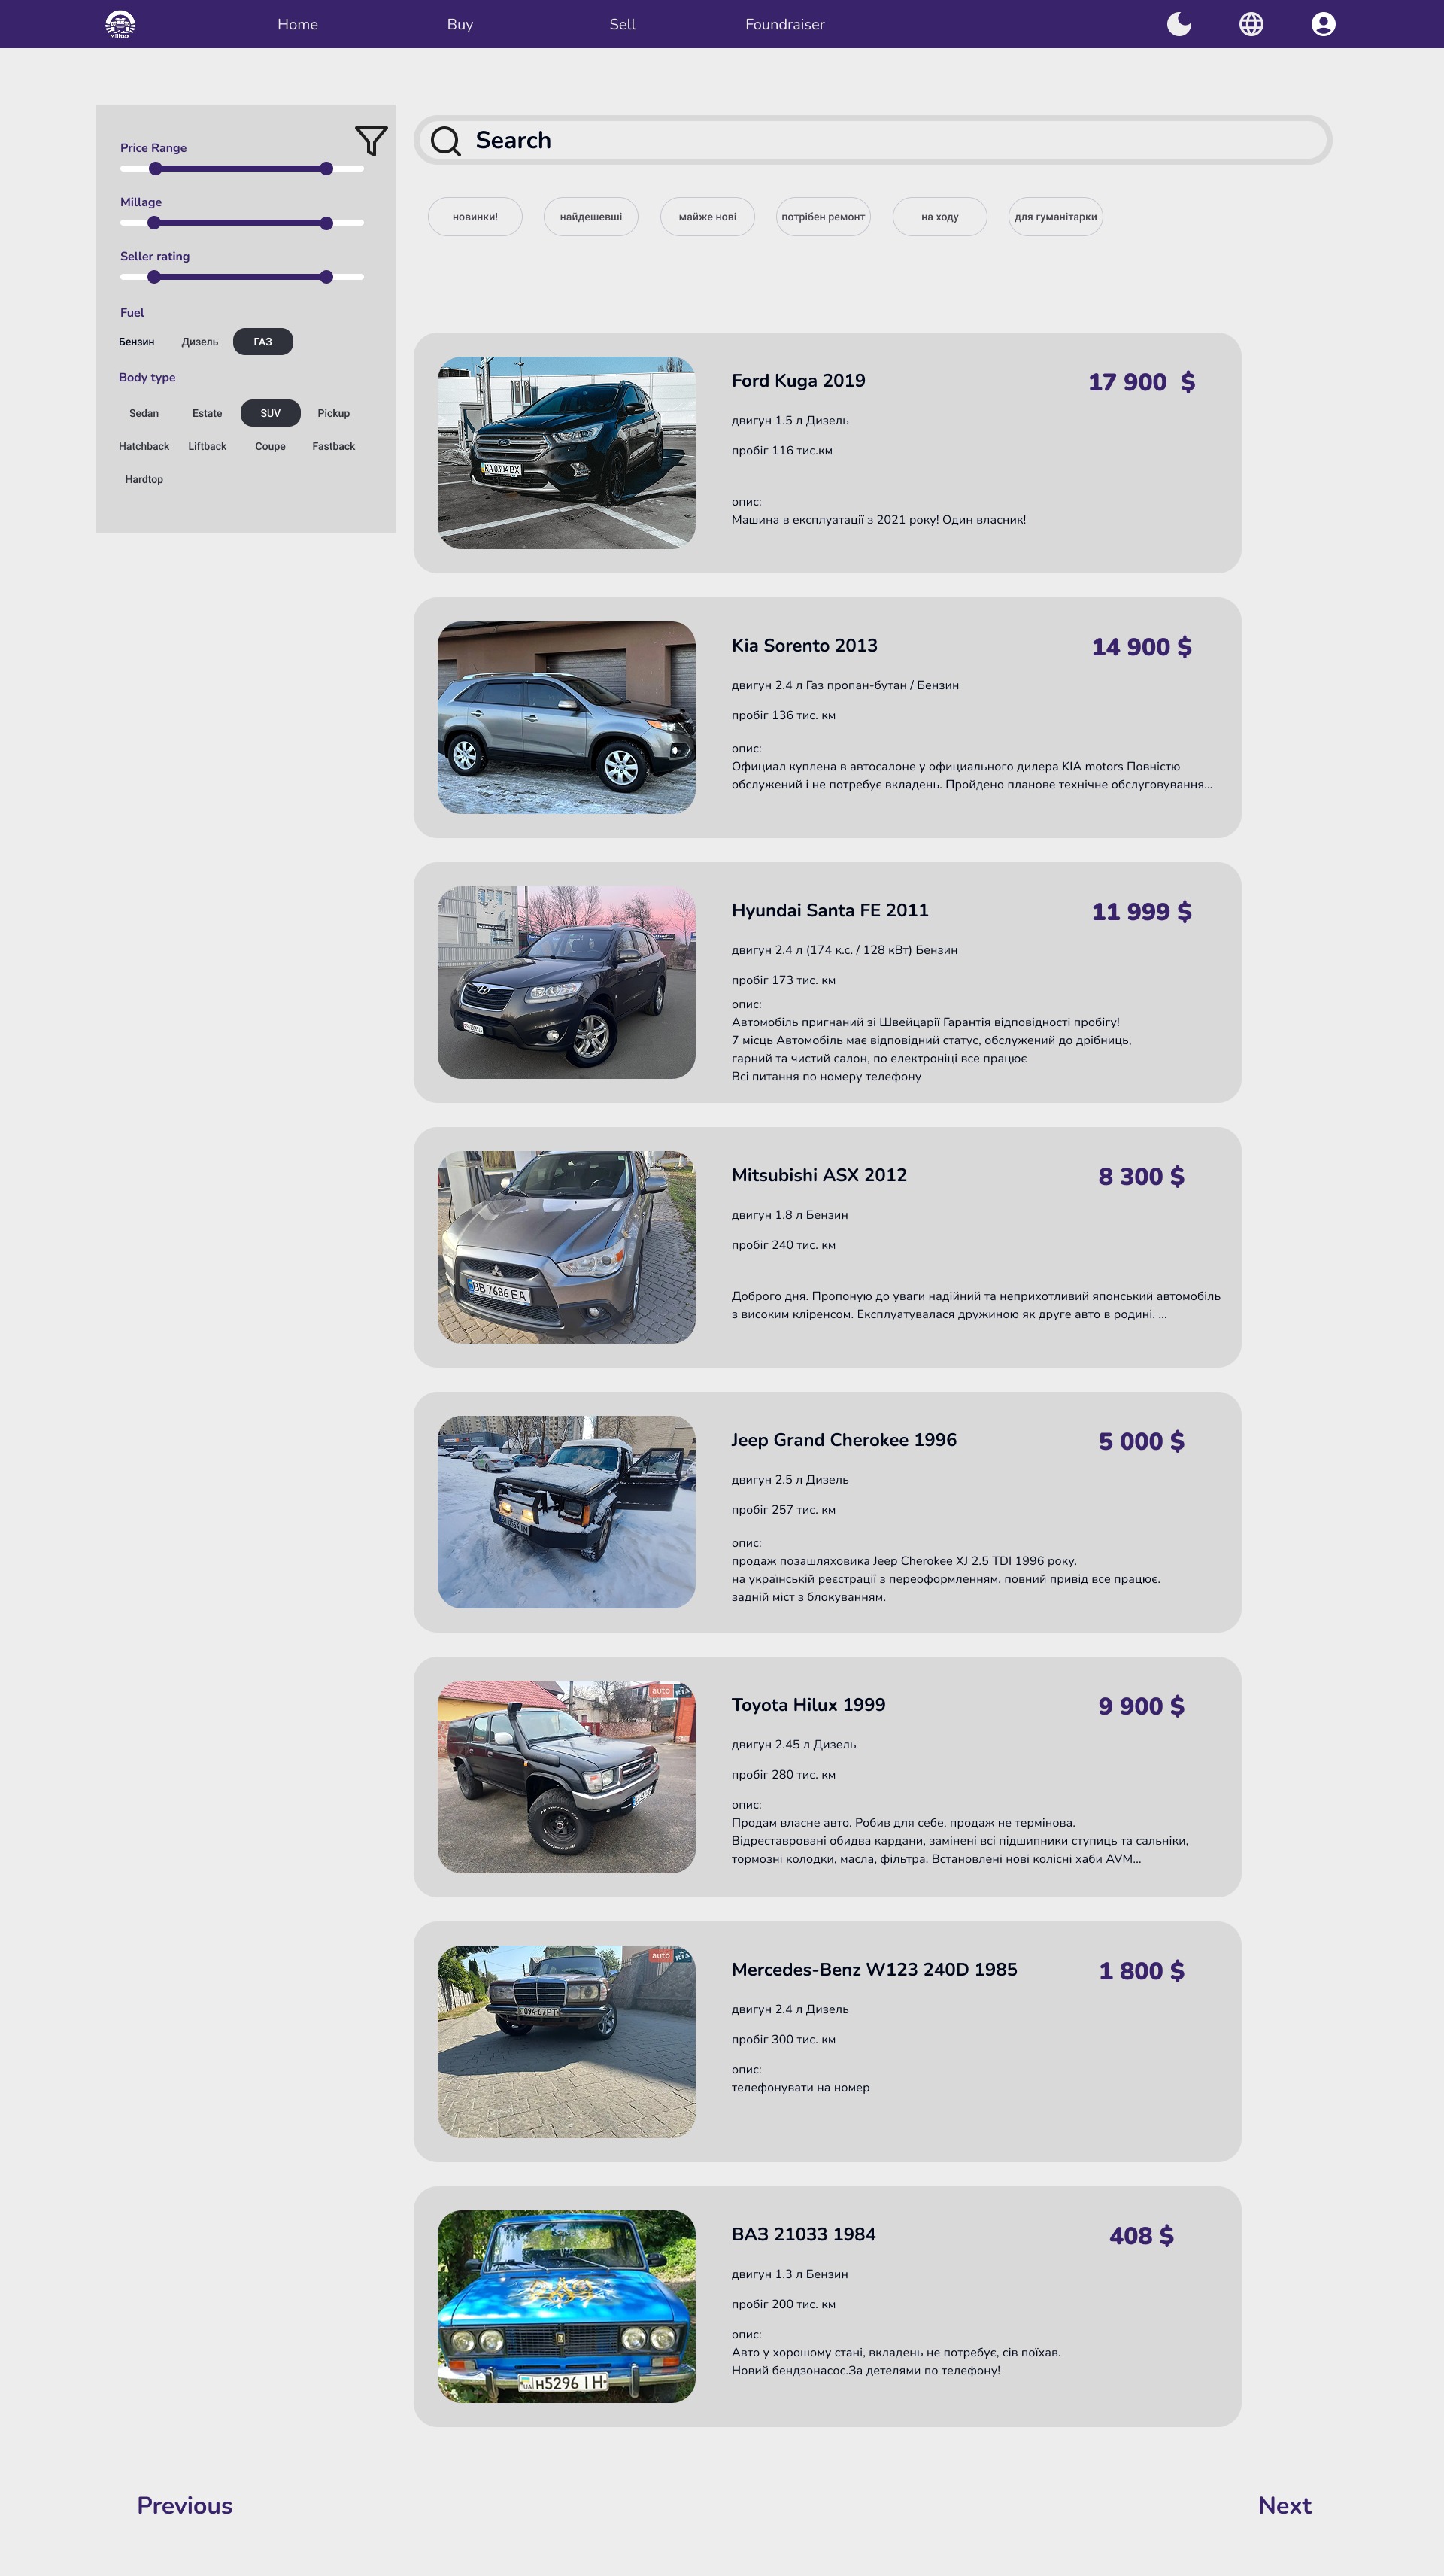 Militex
Home
Buy
Sell
Foundraiser
Price Range
Millage
Seller rating
Fuel
Бензин
Дизель
ГАЗ
Body type
Sedan
Estate
SUV
Pickup
Hatchback
Liftback
Coupe
Fastback
Hardtop
Search
новинки!
найдешевші
майже нові
потрібен ремонт
на ходу
для гуманітарки
Ford Kuga 2019
17 900 $
двигун 1.5 л Дизель
пробіг 116 тис.км
опис:
Машина в експлуатації з 2021 року! Один власник!
KA 0304 BX
Kia Sorento 2013
14 900 $
двигун 2.4 л Газ пропан-бутан / Бензин
пробіг 136 тис. км
опис:
Официал куплена в автосалоне у официального дилера KIA motors Повністю
обслужений і не потребує вкладень. Пройдено планове технічне обслуговування...
Hyundai Santa FE 2011
11 999 $
двигун 2.4 л (174 к.с. / 128 кВт) Бензин
пробіг 173 тис. км
опис:
Автомобіль пригнаний зі Швейцарії Гарантія відповідності пробігу!
7 місць Автомобіль має відповідний статус, обслужений до дрібниць,
гарний та чистий салон, по електроніці все працює
Всі питання по номеру телефону
Mitsubishi ASX 2012
8 300 $
двигун 1.8 л Бензин
пробіг 240 тис. км
Доброго дня. Пропоную до уваги надійний та неприхотливий японський автомобіль
з високим кліренсом. Експлуатувалася дружиною як друге авто в родині. ...
BB 7686 EA
Jeep Grand Cherokee 1996
5 000 $
двигун 2.5 л Дизель
пробіг 257 тис. км
опис:
продаж позашляховика Jeep Cherokee XJ 2.5 TDI 1996 року.
на українській реєстрації з переоформленням. повний привід все працює.
задній міст з блокуванням.
auto RIA
Toyota Hilux 1999
9 900 $
двигун 2.45 л Дизель
пробіг 280 тис. км
опис:
Продам власне авто. Робив для себе, продаж не термінова.
Відреставровані обидва кардани, замінені всі підшипники ступиць та сальніки,
тормозні колодки, масла, фільтра. Встановлені нові колісні хаби AVM...
auto RIA
Mercedes-Benz W123 240D 1985
1 800 $
двигун 2.4 л Дизель
пробіг 300 тис. км
опис:
телефонувати на номер
ВАЗ 21033 1984
408 $
двигун 1.3 л Бензин
пробіг 200 тис. км
опис:
Авто у хорошому стані, вкладень не потребує, сів поїхав.
Новий бендзонасос.За детелями по телефону!
н5296 ІН
Previous
Next